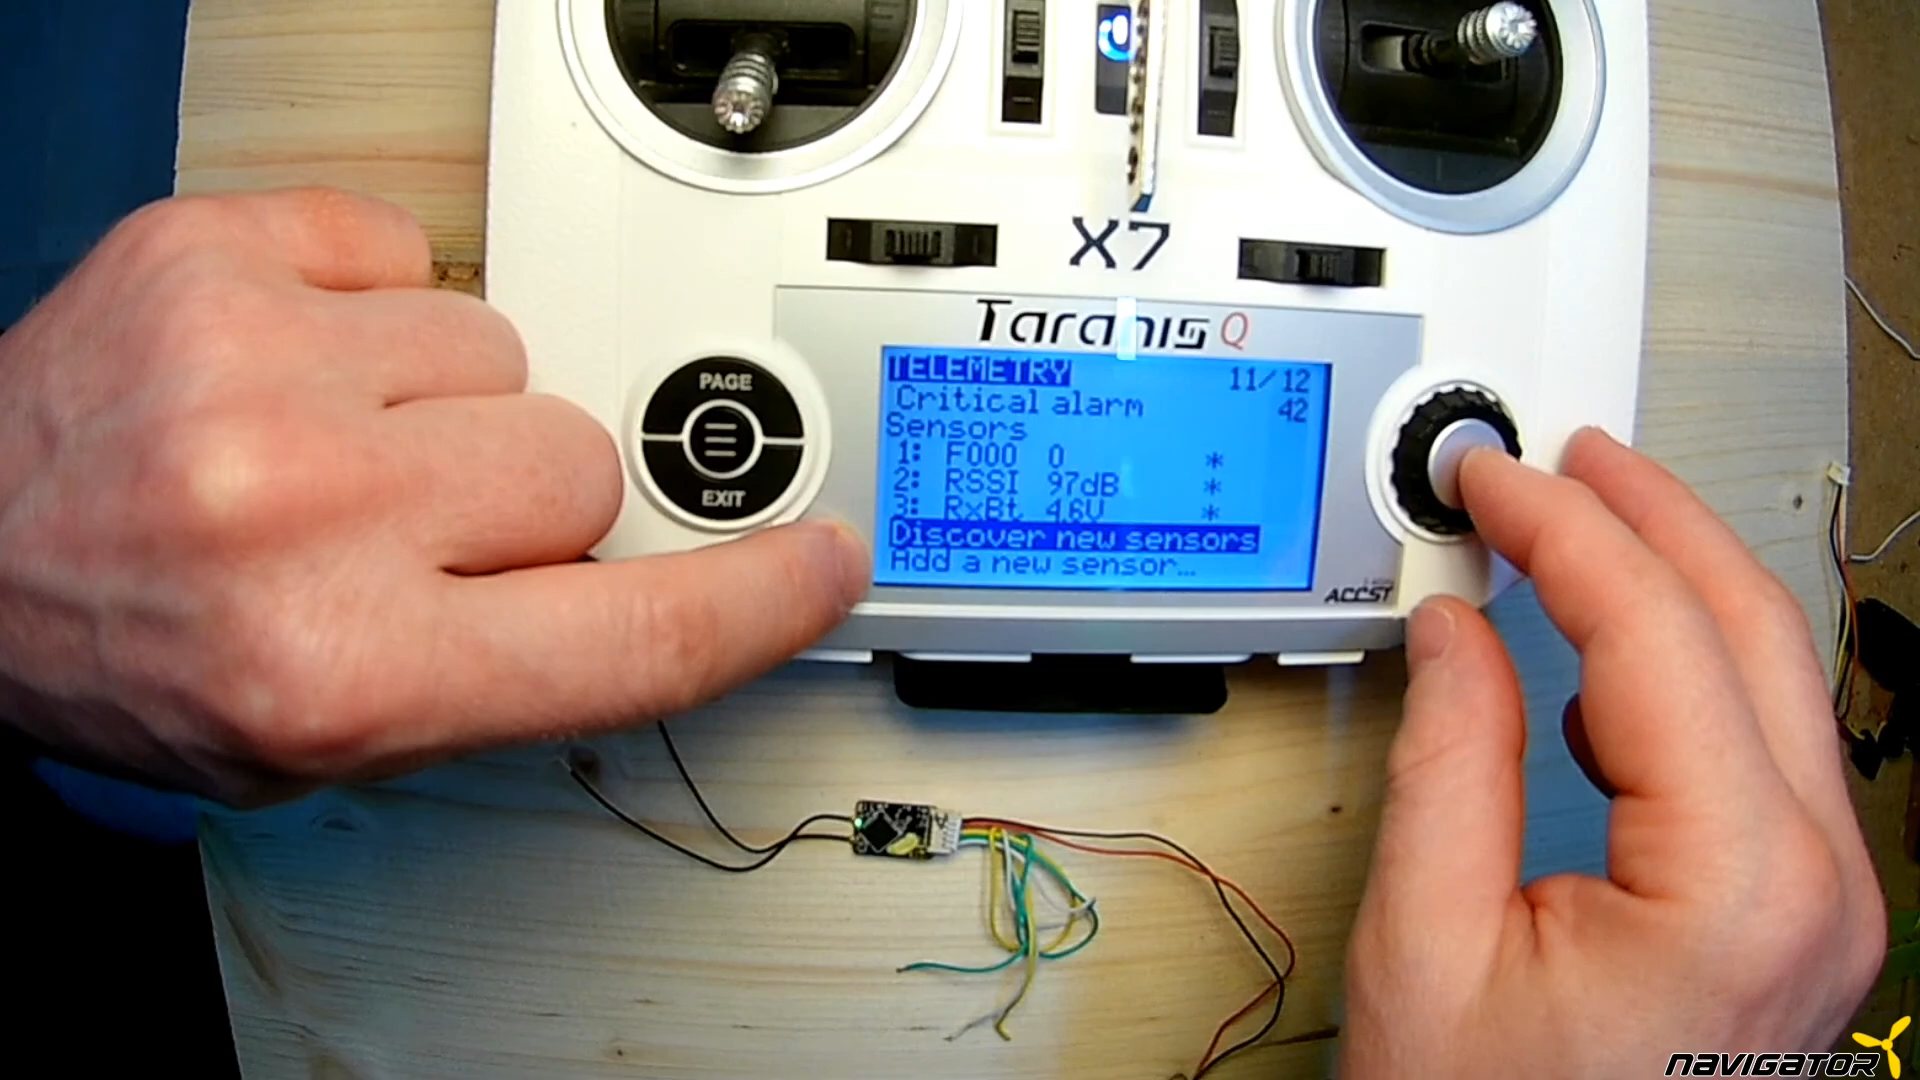 X7
Taranis Q
PAGE
EXIT
TELEMETRY 11/12
Critical alarm 42
Sensors
1: F000 0 *
2: RSSI 97dB *
3: RxBt 4.6V *
Discover new sensors
Add a new sensor...
ACCST
NAVIGATOR